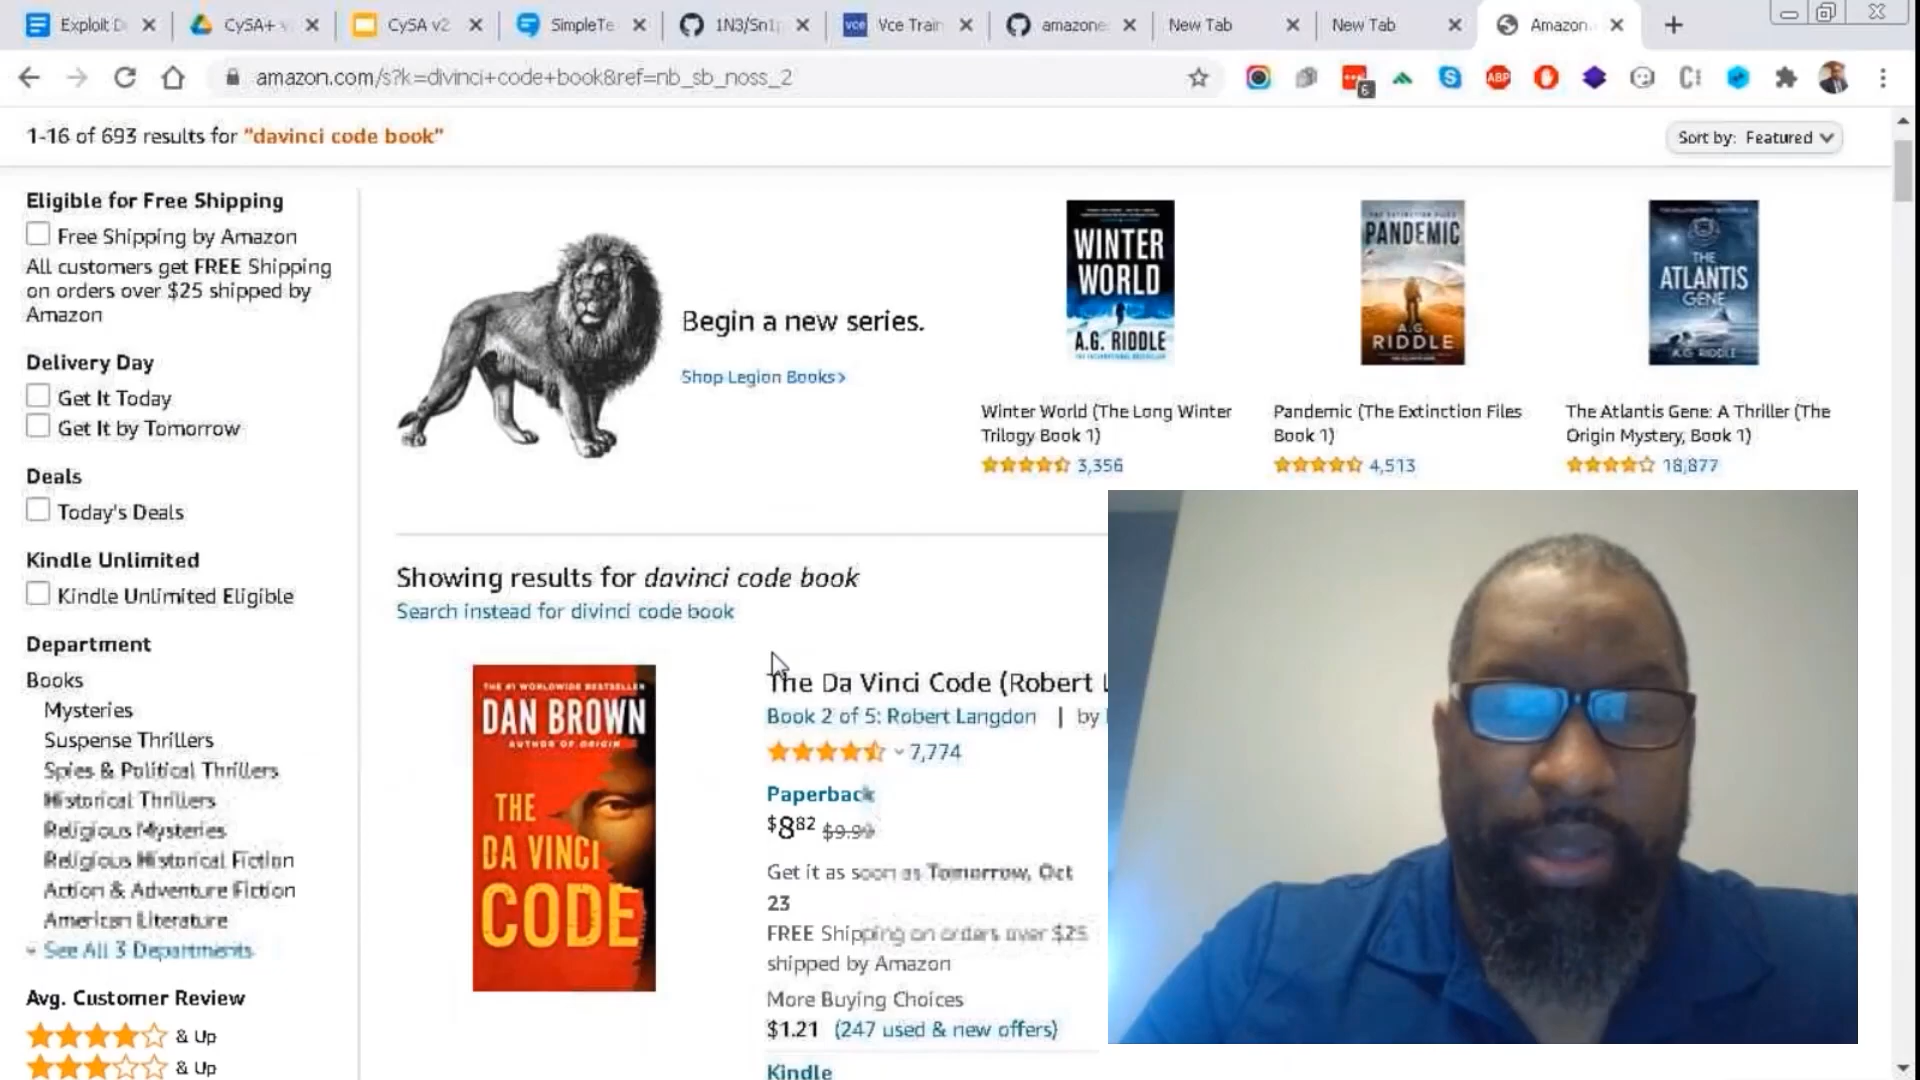 Exploit D
CySA+ v
CySA v2
SimpleTe
1N3/Sn1p
vce
Vce Train
amazone
New Tab
New Tab
Amazon.
amazon.com/s?k=divinci+code+book&ref=nb_sb_noss_2
6
ABP
1-16 of 693 results for "davinci code book"
Sort by: Featured
Eligible for Free Shipping
Free Shipping by Amazon
All customers get FREE Shipping
on orders over $25 shipped by
Amazon
Delivery Day
Get It Today
Get It by Tomorrow
Deals
Today's Deals
Kindle Unlimited
Kindle Unlimited Eligible
Department
Books
Mysteries
Suspense Thrillers
Spies & Political Thrillers
Historical Thrillers
Religious Mysteries
Religious Historical Fiction
Action & Adventure Fiction
American Literature
See All 3 Departments
Avg. Customer Review
& Up
& Up
Begin a new series.
Shop Legion Books>
WINTER
WORLD
A.G. RIDDLE
Winter World (The Long Winter
Trilogy Book 1)
3,356
THE EXTINCTION FILES
PANDEMIC
A.G.
RIDDLE
Pandemic (The Extinction Files
Book 1)
4,513
THE
ATLANTIS
GENE
A.G. RIDDLE
The Atlantis Gene: A Thriller (The
Origin Mystery, Book 1)
18,877
Showing results for davinci code book
Search instead for divinci code book
THE #1 WORLDWIDE BESTSELLER
DAN BROWN
AUTHOR OF ORIGIN
THE
DA VINCI
CODE
The Da Vinci Code (Robert L
Book 2 of 5: Robert Langdon | by
7,774
Paperback
$8.82 $9.99
Get it as soon as Tomorrow, Oct
23
FREE Shipping on orders over $25
shipped by Amazon
More Buying Choices
$1.21 (247 used & new offers)
Kindle